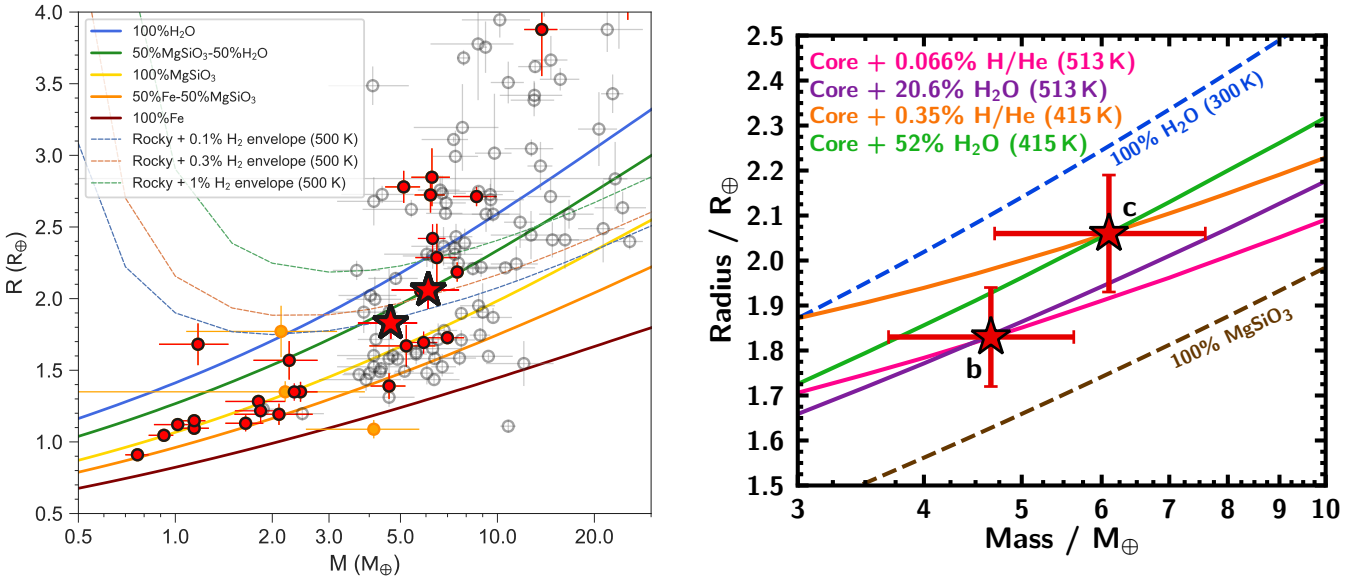 4.0
3.5
3.0
2.5
2.0
1.5
1.0
0.5
R (R⊕)
100%H₂O
50%MgSiO₃-50%H₂O
100%MgSiO₃
50%Fe-50%MgSiO₃
100%Fe
Rocky + 0.1% H₂ envelope (500 K)
Rocky + 0.3% H₂ envelope (500 K)
Rocky + 1% H₂ envelope (500 K)
0.5
1.0
2.0
5.0
10.0
20.0
M (M⊕)
2.5
2.4
2.3
2.2
2.1
2.0
1.9
1.8
1.7
1.6
1.5
Radius / R⊕
Core + 0.066% H/He (513 K)
Core + 20.6% H₂O (513 K)
Core + 0.35% H/He (415 K)
Core + 52% H₂O (415 K)
100% H₂O (300 K)
c
b
100% MgSiO₃
3
4
5
6
7
8
9
10
Mass / M⊕